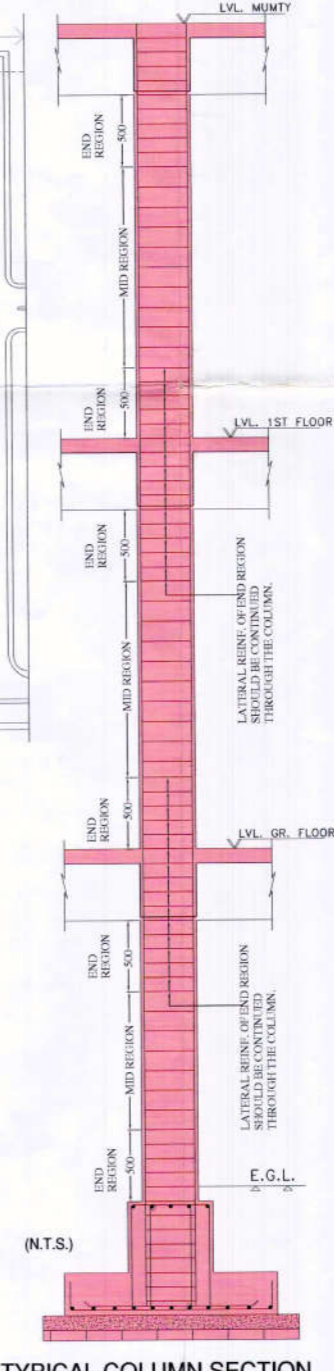 LVL. MUMTY
END
REGION
500
MID REGION
END
REGION
500
LVL. 1ST FLOOR
END
REGION
500
LATERAL REINF. OF END REGION
SHOULD BE CONTINUED
THROUGH THE COLUMN.
MID REGION
END
REGION
500
LVL. GR. FLOOR
END
REGION
500
LATERAL REINF. OF END REGION
SHOULD BE CONTINUED
THROUGH THE COLUMN.
MID REGION
END
REGION
500
E.G.L.
(N.T.S.)
TYPICAL COLUMN SECTION